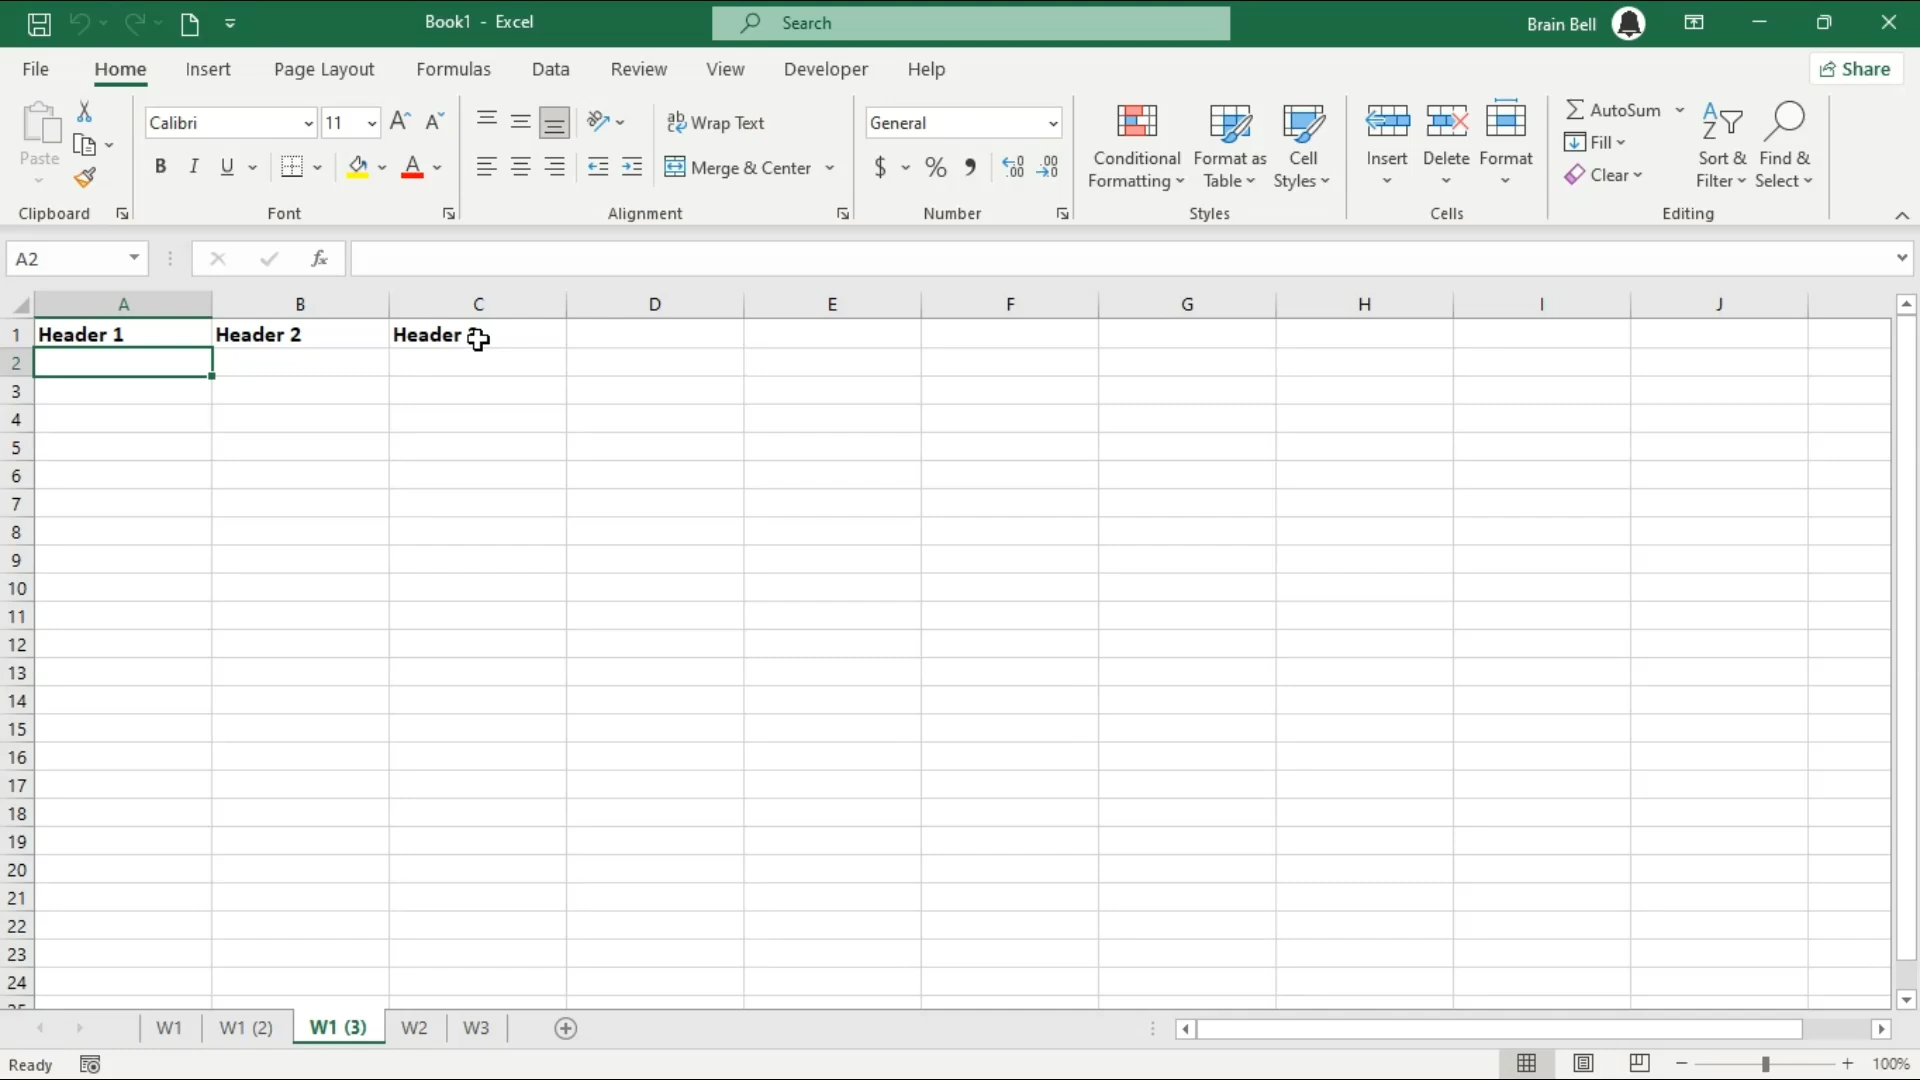 Book1 - Excel
Search
Brain Bell
File Home Insert Page Layout Formulas Data Review View Developer Help
Share
Paste
Calibri 11
B I U
Wrap Text
Merge & Center
General
$ % ,
Conditional Formatting
Format as Table
Cell Styles
Insert
Delete
Format
AutoSum
Fill
Clear
Sort & Filter
Find & Select
Clipboard Font Alignment Number Styles Cells Editing
A2 fx
A B C D E F G H I J
1 Header 1 Header 2 Header
2
3
4
5
6
7
8
9
10
11
12
13
14
15
16
17
18
19
20
21
22
23
24
W1 W1 (2) W1 (3) W2 W3
Ready
100%